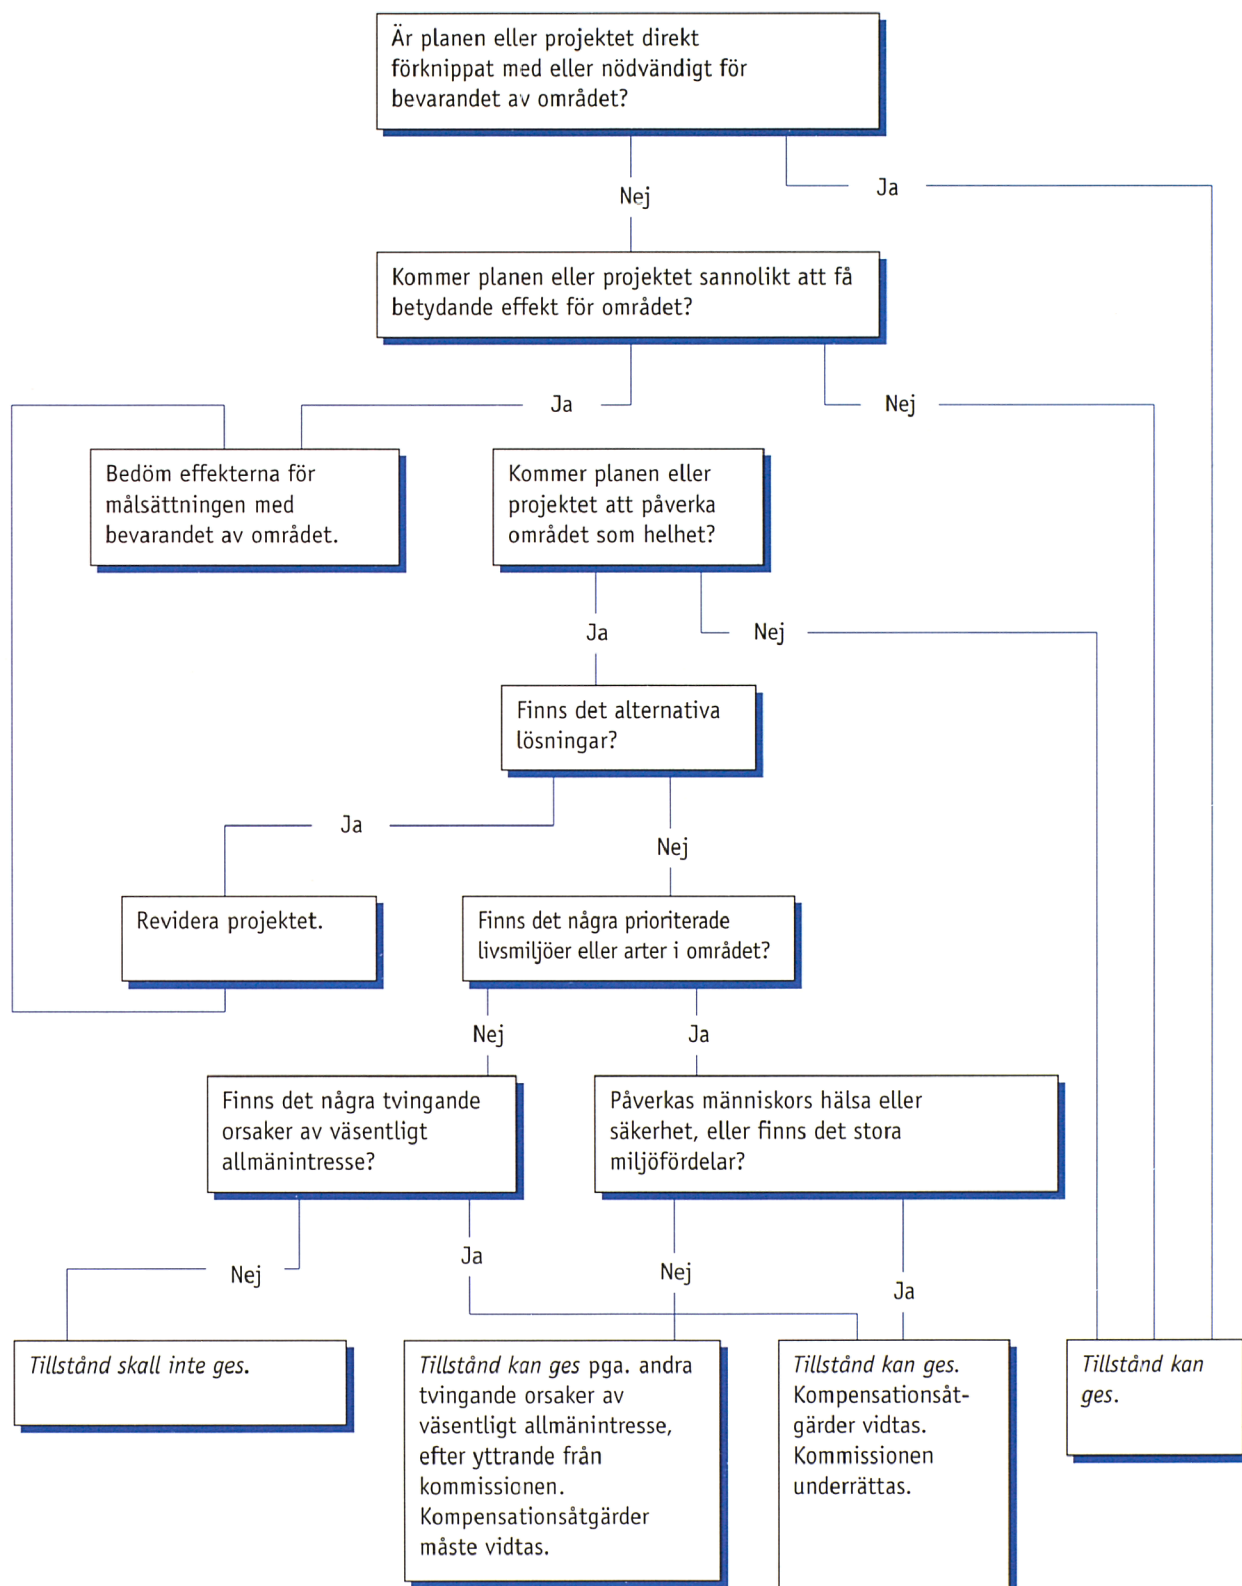 Är planen eller projektet direkt
förknippat med eller nödvändigt för
bevarandet av området?
Nej
Ja
Kommer planen eller projektet sannolikt att få
betydande effekt för området?
Ja
Nej
Bedöm effekterna för
målsättningen med
bevarandet av området.
Kommer planen eller
projektet att påverka
området som helhet?
Ja
Nej
Finns det alternativa
lösningar?
Ja
Nej
Revidera projektet.
Finns det några prioriterade
livsmiljöer eller arter i området?
Nej
Ja
Finns det några tvingande
orsaker av väsentligt
allmänintresse?
Påverkas människors hälsa eller
säkerhet, eller finns det stora
miljöfördelar?
Nej
Ja
Nej
Ja
Tillstånd skall inte ges.
Tillstånd kan ges pga. andra
tvingande orsaker av
väsentligt allmänintresse,
efter yttrande från
kommissionen.
Kompensationsåtgärder
måste vidtas.
Tillstånd kan ges.
Kompensationsåt-
gärder vidtas.
Kommissionen
underrättas.
Tillstånd kan
ges.